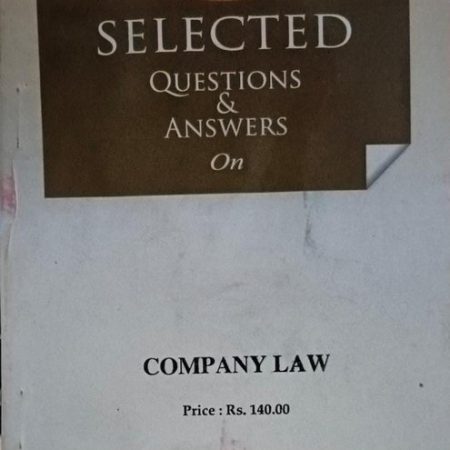 SELECTED
QUESTIONS
&
ANSWERS
On
COMPANY LAW
Price : Rs. 140.00